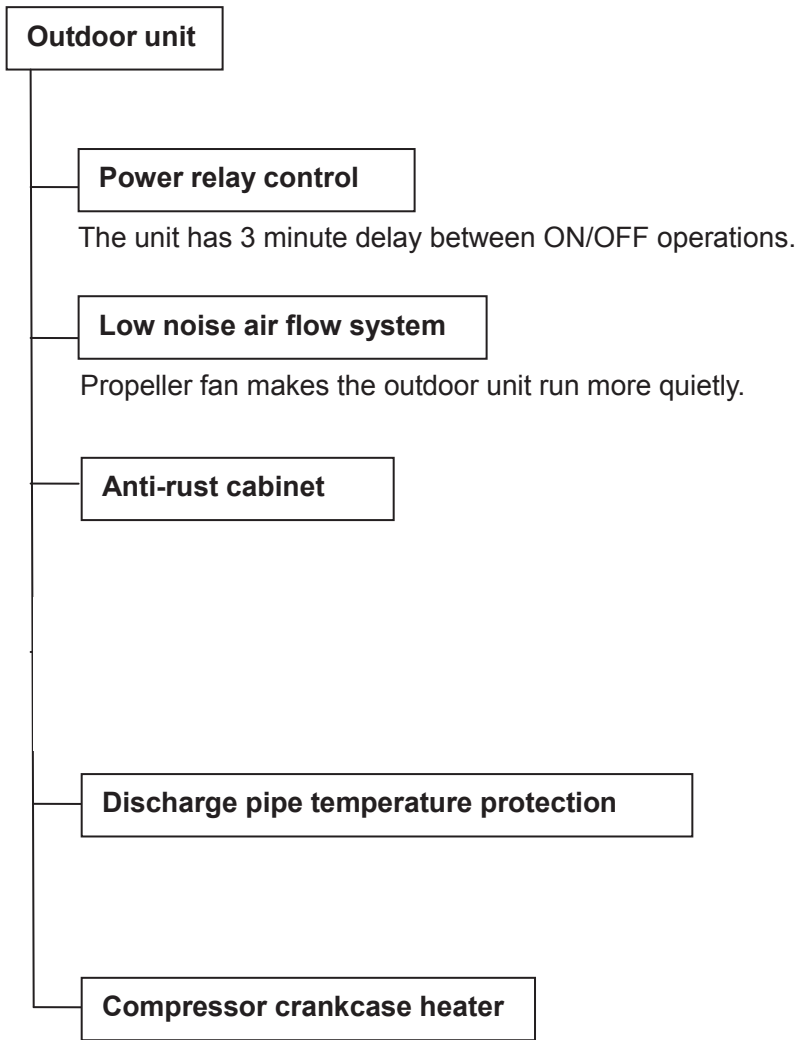 Outdoor unit
Power relay control
The unit has 3 minute delay between ON/OFF operations.
Low noise air flow system
Propeller fan makes the outdoor unit run more quietly.
Anti-rust cabinet
Discharge pipe temperature protection
Compressor crankcase heater